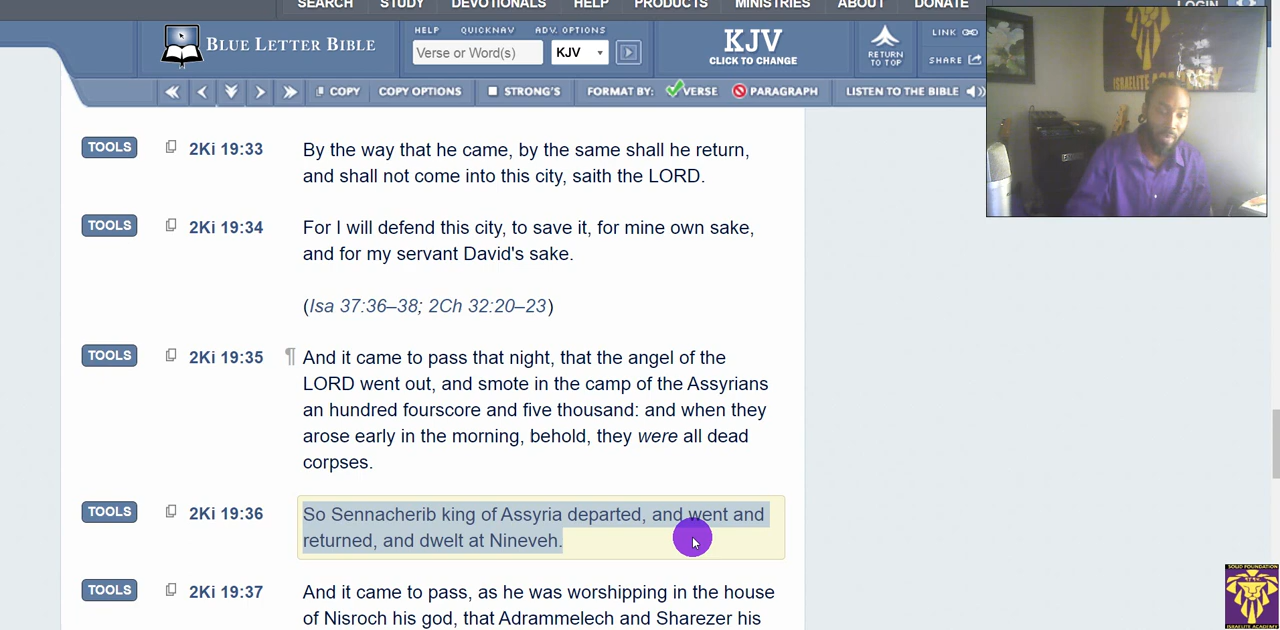 SEARCH STUDY DEVOTIONALS HELP PRODUCTS MINISTRIES ABOUT DONATE LOGIN
BLUE LETTER BIBLE
HELP QUICKNAV ADV. OPTIONS
Verse or Word(s) KJV
KJV
CLICK TO CHANGE
RETURN
TO TOP
LINK
SHARE
COPY COPY OPTIONS STRONG'S FORMAT BY: VERSE PARAGRAPH LISTEN TO THE BIBLE
ISRAELITE ACADEMY
TOOLS 2Ki 19:33 By the way that he came, by the same shall he return,
and shall not come into this city, saith the LORD.
TOOLS 2Ki 19:34 For I will defend this city, to save it, for mine own sake,
and for my servant David's sake.
(Isa 37:36–38; 2Ch 32:20–23)
TOOLS 2Ki 19:35 ¶ And it came to pass that night, that the angel of the
LORD went out, and smote in the camp of the Assyrians
an hundred fourscore and five thousand: and when they
arose early in the morning, behold, they were all dead
corpses.
TOOLS 2Ki 19:36 So Sennacherib king of Assyria departed, and went and
returned, and dwelt at Nineveh.
TOOLS 2Ki 19:37 And it came to pass, as he was worshipping in the house
of Nisroch his god, that Adrammelech and Sharezer his
SOLID FOUNDATION
ISRAELITE ACADEMY